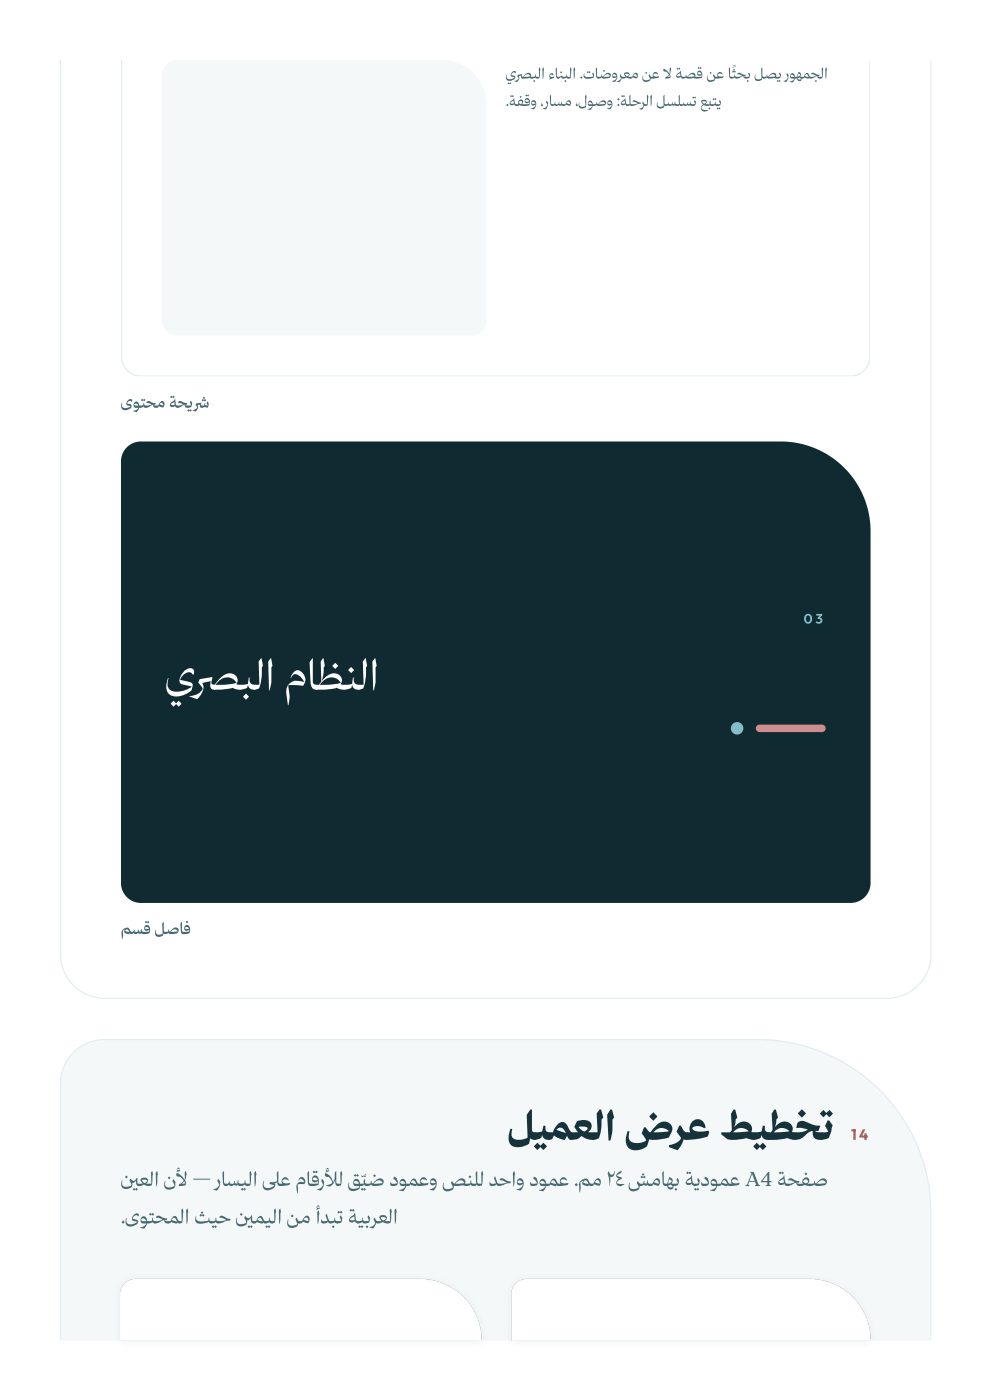 الجمهور يصل بحثًا عن قصة لا عن معروضات. البناء البصري
يتبع تسلسل الرحلة: وصول، مسار، وقفة.
شريحة محتوى
03
النظام البصري
فاصل قسم
14 تخطيط عرض العميل
صفحة A4 عمودية بهامش ٢٤ مم. عمود واحد للنص وعمود ضيّق للأرقام على اليسار — لأن العين
العربية تبدأ من اليمين حيث المحتوى.